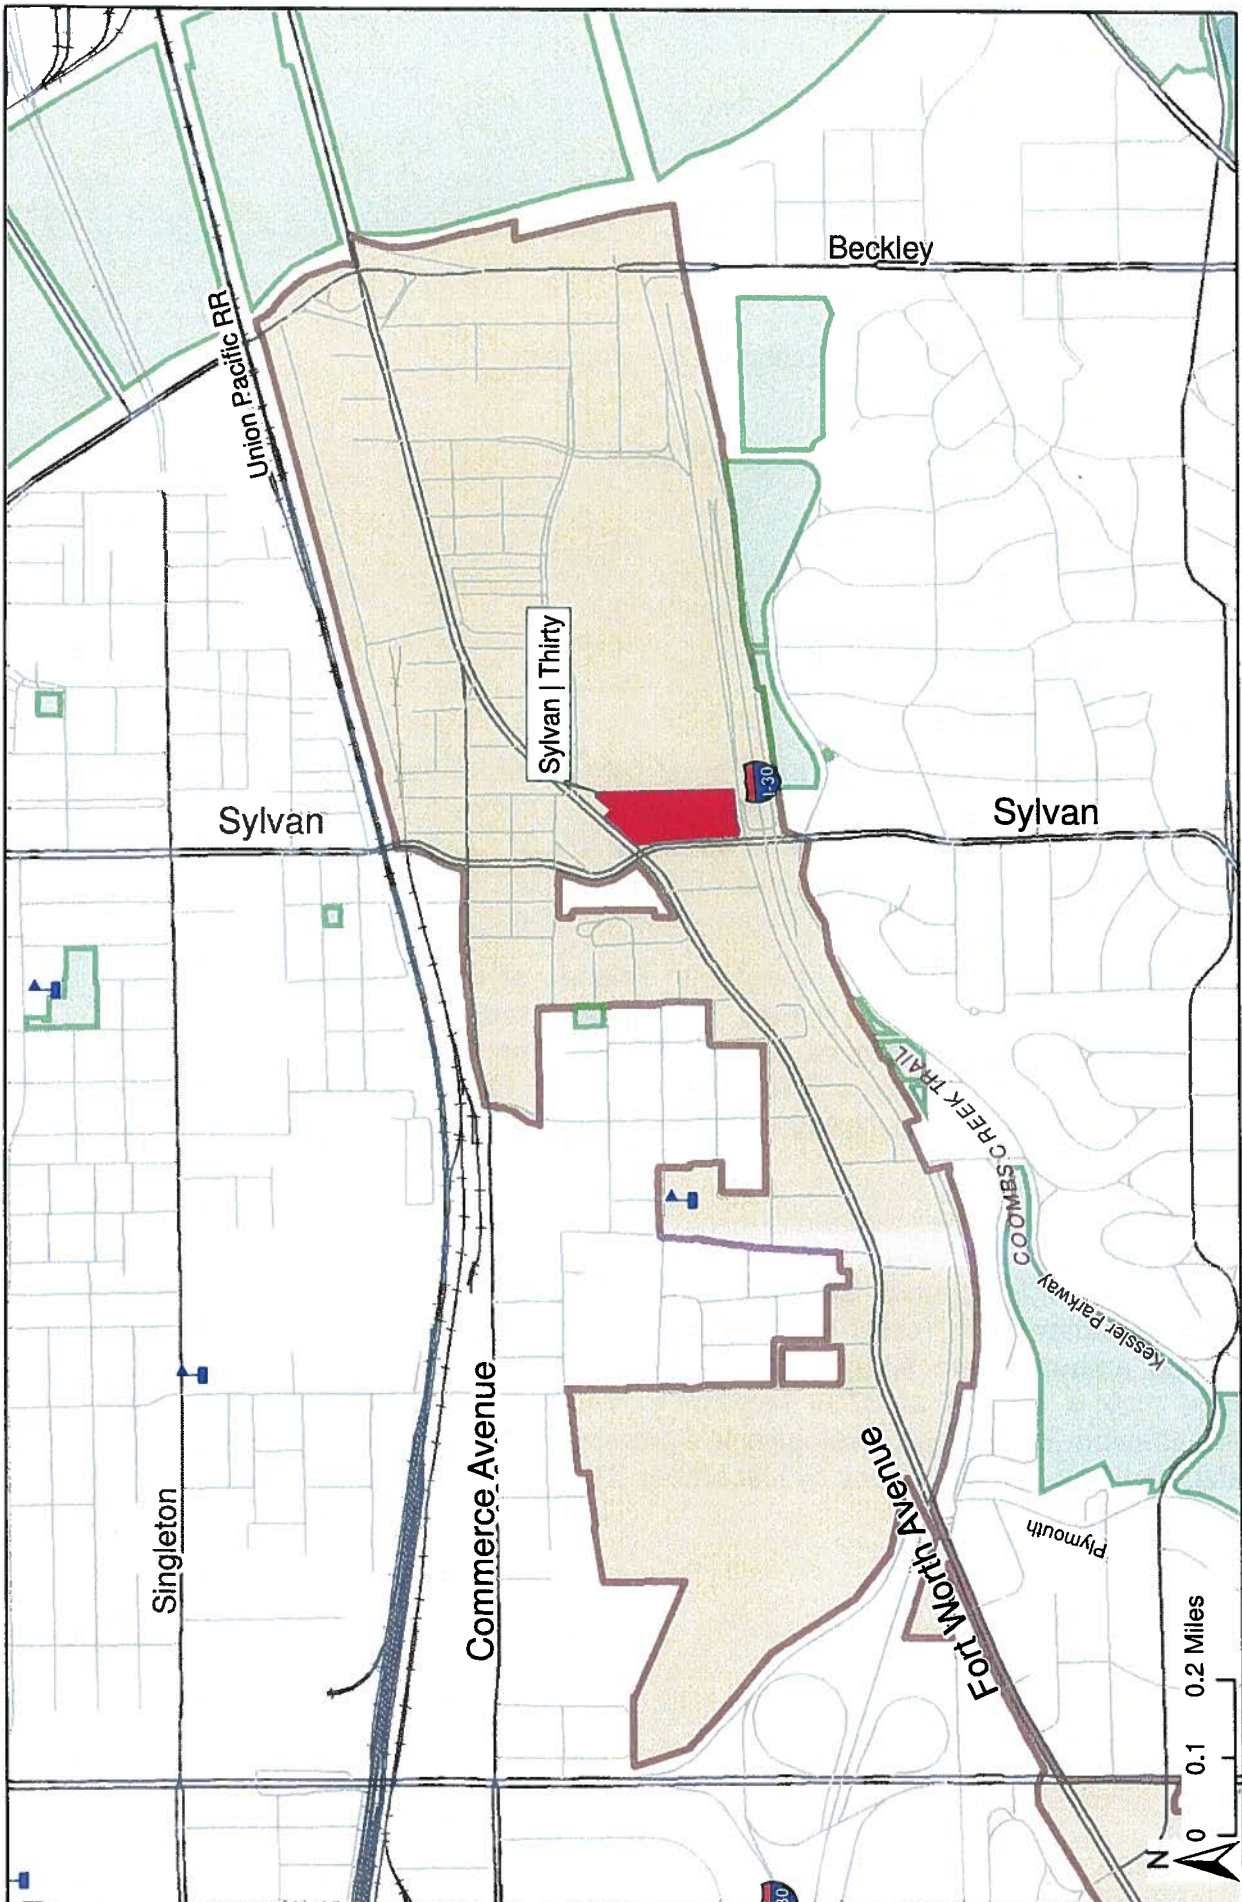 Union Pacific RR
Beckley
Sylvan | Thirty
I-30
Sylvan
Sylvan
Singleton
Commerce Avenue
Fort Worth Avenue
COOMBS CREEK TRAIL
Kessler Parkway
Plymouth
30
N
0 0.1 0.2 Miles